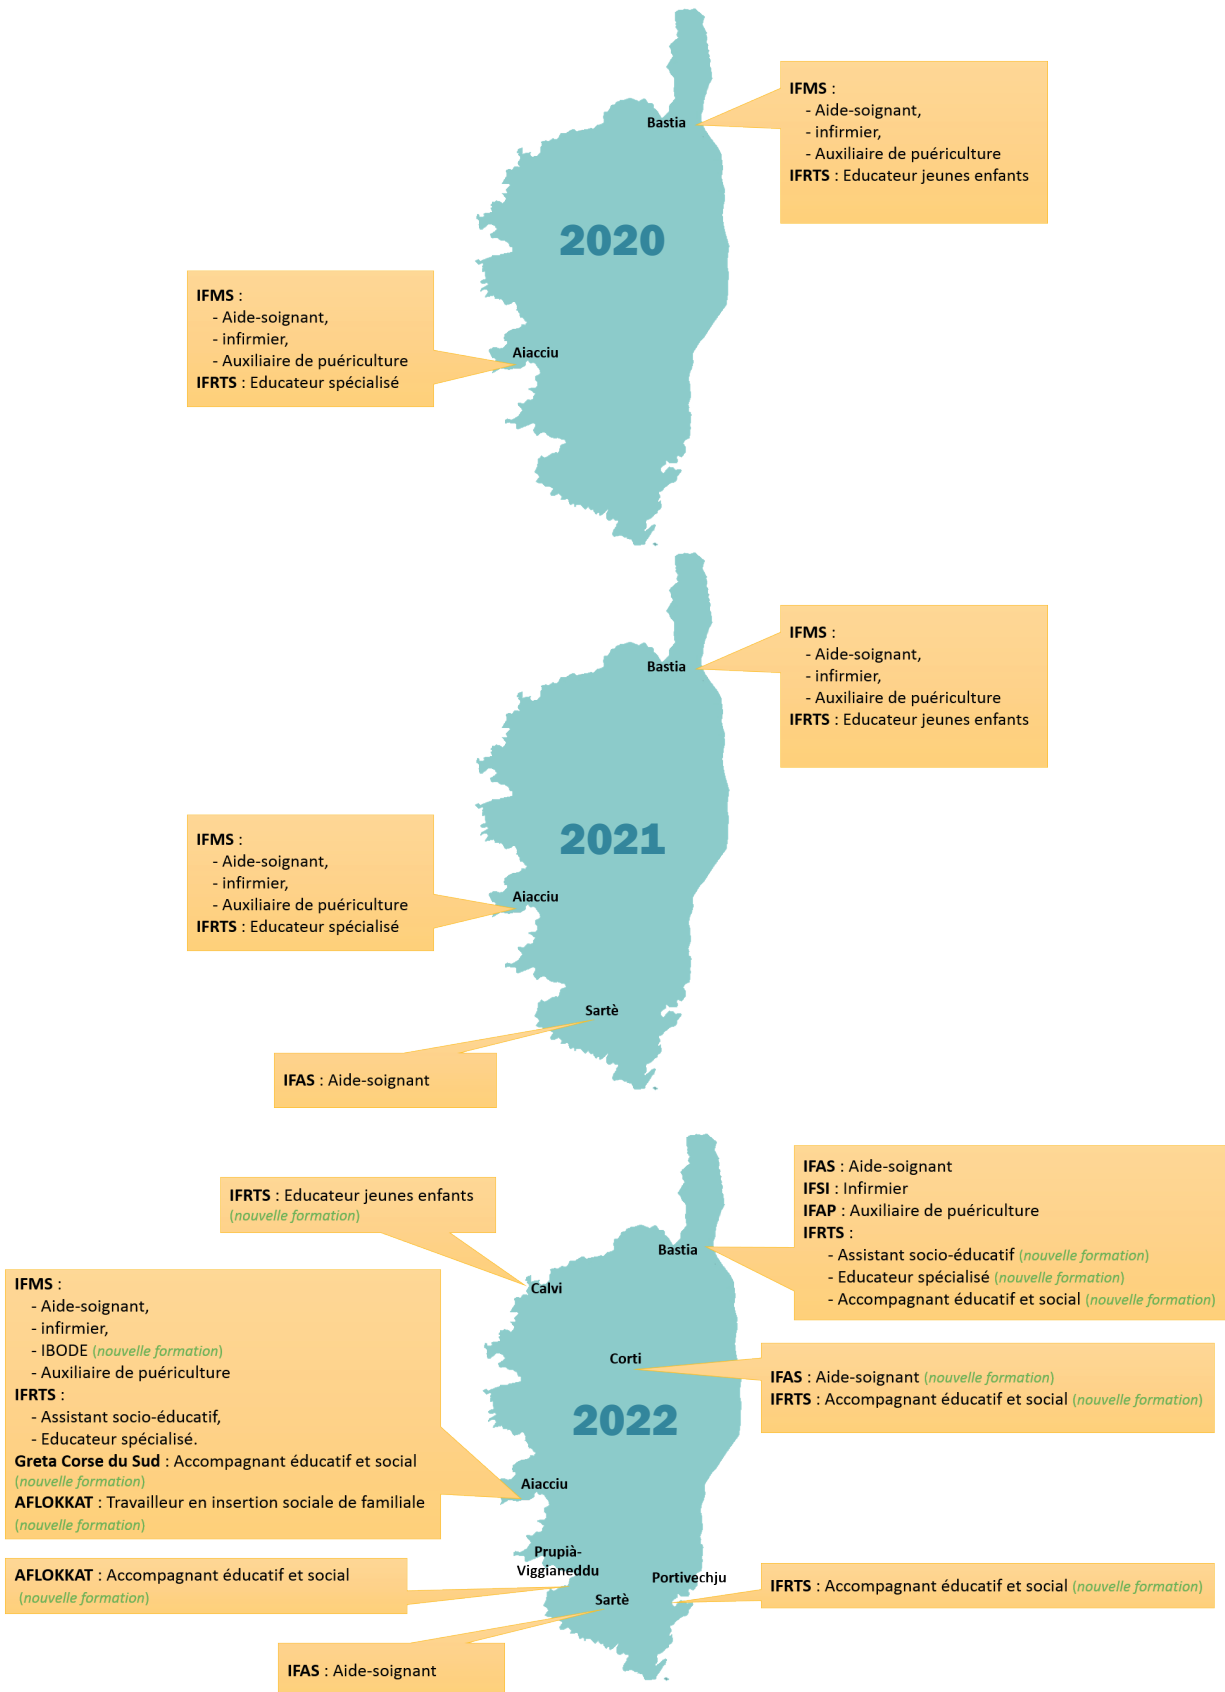 Bastia
IFMS :
- Aide-soignant,
- infirmier,
- Auxiliaire de puériculture
IFRTS : Educateur jeunes enfants
2020
IFMS :
- Aide-soignant,
- infirmier,
- Auxiliaire de puériculture
IFRTS : Educateur spécialisé
Aiacciu
Bastia
IFMS :
- Aide-soignant,
- infirmier,
- Auxiliaire de puériculture
IFRTS : Educateur jeunes enfants
2021
IFMS :
- Aide-soignant,
- infirmier,
- Auxiliaire de puériculture
IFRTS : Educateur spécialisé
Aiacciu
Sartè
IFAS : Aide-soignant
IFRTS : Educateur jeunes enfants
(nouvelle formation)
Calvi
Bastia
IFAS : Aide-soignant
IFSI : Infirmier
IFAP : Auxiliaire de puériculture
IFRTS :
- Assistant socio-éducatif (nouvelle formation)
- Educateur spécialisé (nouvelle formation)
- Accompagnant éducatif et social (nouvelle formation)
Corti
IFAS : Aide-soignant (nouvelle formation)
IFRTS : Accompagnant éducatif et social (nouvelle formation)
2022
IFMS :
- Aide-soignant,
- infirmier,
- IBODE (nouvelle formation)
- Auxiliaire de puériculture
IFRTS :
- Assistant socio-éducatif,
- Educateur spécialisé.
Greta Corse du Sud : Accompagnant éducatif et social
(nouvelle formation)
AFLOKKAT : Travailleur en insertion sociale de familiale
(nouvelle formation)
Aiacciu
Prupià-
Viggianeddu
AFLOKKAT : Accompagnant éducatif et social
(nouvelle formation)
Portivechju
IFRTS : Accompagnant éducatif et social (nouvelle formation)
Sartè
IFAS : Aide-soignant